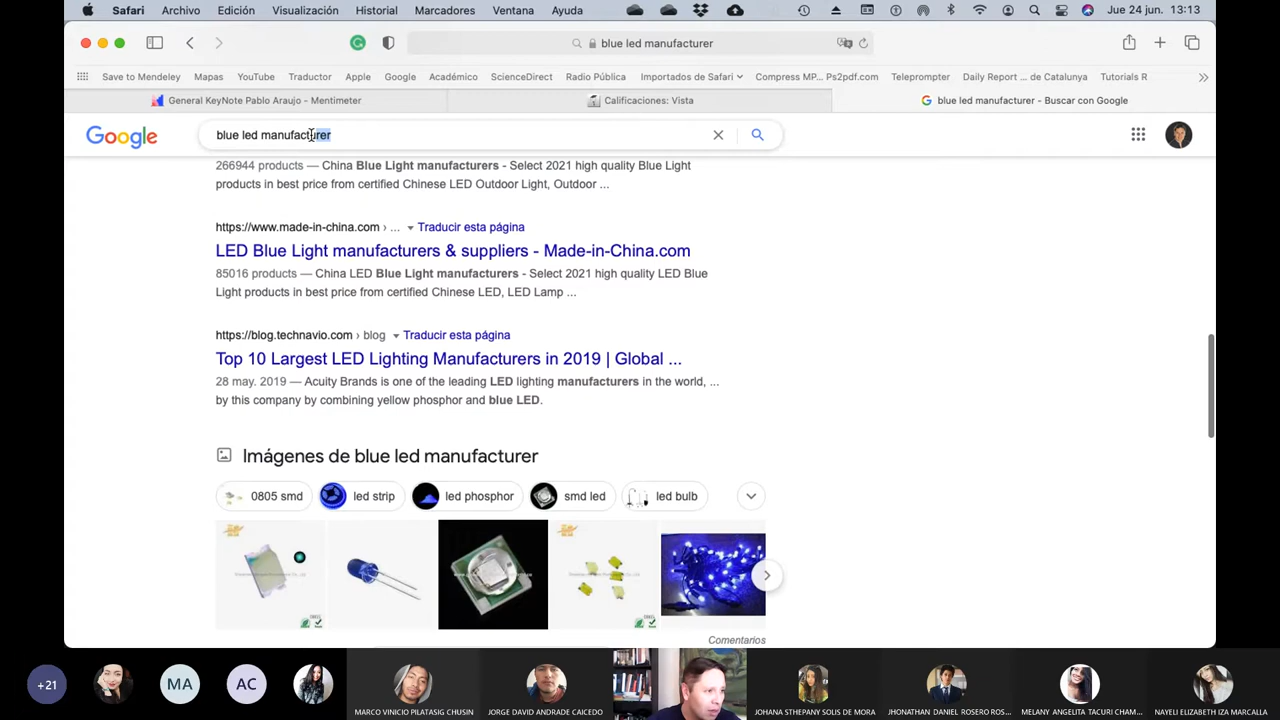 Safari Archivo Edición Visualización Historial Marcadores Ventana Ayuda Jue 24 jun. 13:13
blue led manufacturer
Save to Mendeley Mapas YouTube Traductor Apple Google Académico ScienceDirect Radio Pública Importados de Safari Compress MP... Ps2pdf.com Teleprompter Daily Report ... de Catalunya Tutorials R
General KeyNote Pablo Araujo - Mentimeter Calificaciones: Vista blue led manufacturer - Buscar con Google
Google blue led manufacturer
266944 products — China Blue Light manufacturers - Select 2021 high quality Blue Light
products in best price from certified Chinese LED Outdoor Light, Outdoor ...
https://www.made-in-china.com › ... Traducir esta página
LED Blue Light manufacturers & suppliers - Made-in-China.com
85016 products — China LED Blue Light manufacturers - Select 2021 high quality LED Blue
Light products in best price from certified Chinese LED, LED Lamp ...
https://blog.technavio.com › blog Traducir esta página
Top 10 Largest LED Lighting Manufacturers in 2019 | Global ...
28 may. 2019 — Acuity Brands is one of the leading LED lighting manufacturers in the world, ...
by this company by combining yellow phosphor and blue LED.
Imágenes de blue led manufacturer
0805 smd led strip led phosphor smd led led bulb
Comentarios
+21 MA AC
MARCO VINICIO PILATASIG CHUSIN JORGE DAVID ANDRADE CAICEDO JOHANA STHEPANY SOLIS DE MORA JHONATHAN DANIEL ROSERO ROS... MELANY ANGELITA TACURI CHAM... NAYELI ELIZABETH IZA MARCALLA